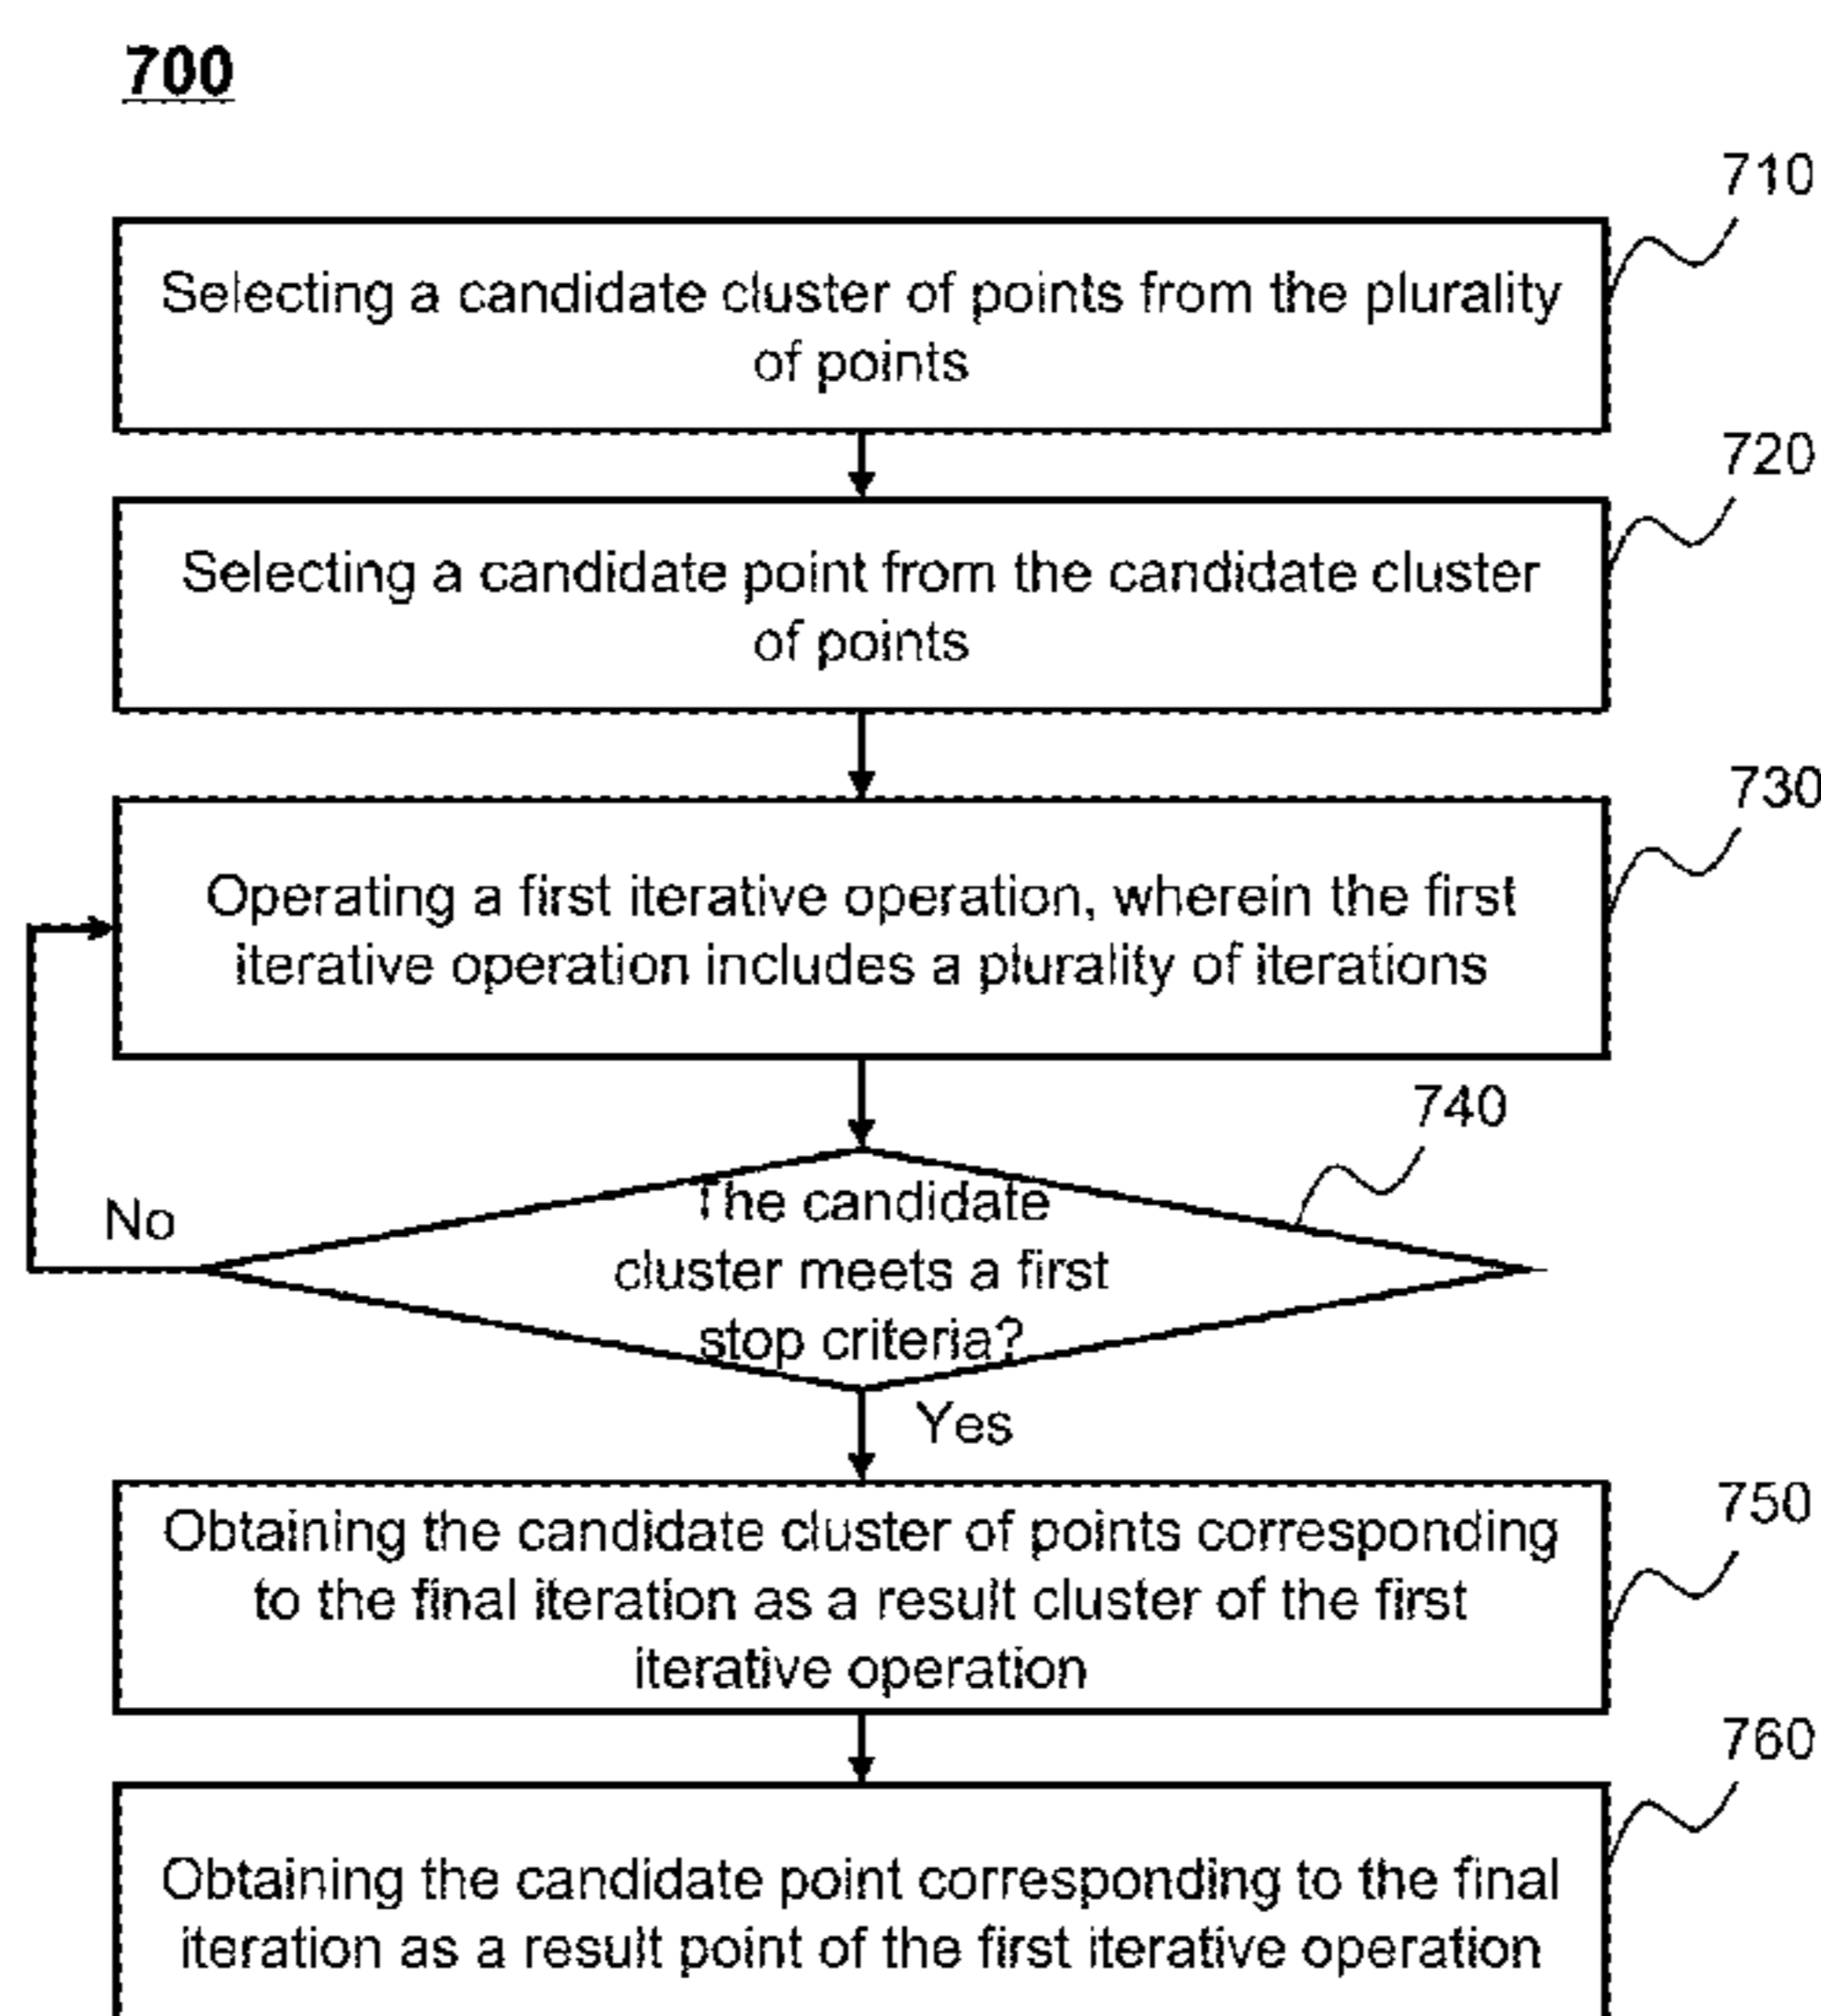 700
710
Selecting a candidate cluster of points from the plurality
of points
720
Selecting a candidate point from the candidate cluster
of points
730
Operating a first iterative operation, wherein the first
iterative operation includes a plurality of iterations
740
No
The candidate
cluster meets a first
stop criteria?
Yes
750
Obtaining the candidate cluster of points corresponding
to the final iteration as a result cluster of the first
iterative operation
760
Obtaining the candidate point corresponding to the final
iteration as a result point of the first iterative operation